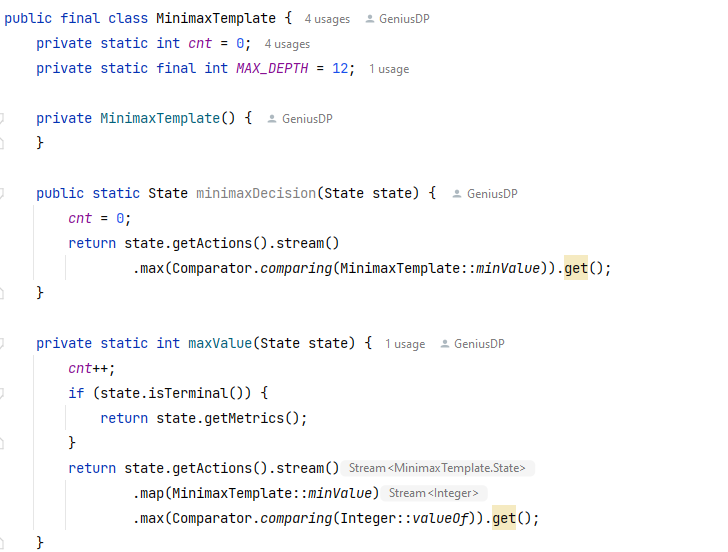 public final class MinimaxTemplate { 4 usages GeniusDP
private static int cnt = 0; 4 usages
private static final int MAX_DEPTH = 12; 1 usage
private MinimaxTemplate() { GeniusDP
}
public static State minimaxDecision(State state) { GeniusDP
cnt = 0;
return state.getActions().stream()
.max(Comparator.comparing(MinimaxTemplate::minValue)).get();
}
private static int maxValue(State state) { 1 usage GeniusDP
cnt++;
if (state.isTerminal()) {
return state.getMetrics();
}
return state.getActions().stream() Stream<MinimaxTemplate.State>
.map(MinimaxTemplate::minValue) Stream<Integer>
.max(Comparator.comparing(Integer::valueOf)).get();
}